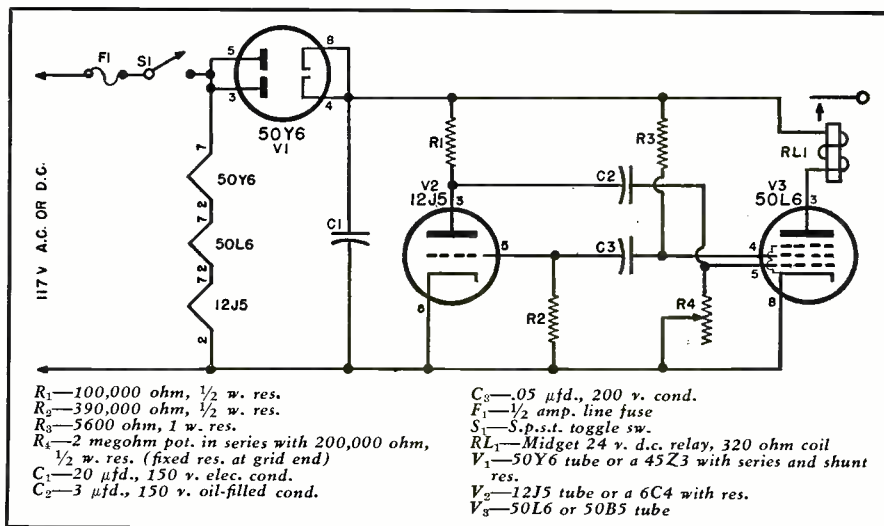 F1
S1
5
3
8
4
50Y6
V1
117 V A.C. OR D.C.
7
50Y6
7 2
50L6
7 2
12J5
2
C1
R1
V2
12J5
3
5
8
R2
C2
C3
R3
R4
RL1
V3
50L6
3
4
5
8
R₁—100,000 ohm, ½ w. res.
R₂—390,000 ohm, ½ w. res.
R₃—5600 ohm, 1 w. res.
R₄—2 megohm pot. in series with 200,000 ohm,
½ w. res. (fixed res. at grid end)
C₁—20 μfd., 150 v. elec. cond.
C₂—3 μfd., 150 v. oil-filled cond.
C₃—.05 μfd., 200 v. cond.
F₁—½ amp. line fuse
S₁—S.p.s.t. toggle sw.
RL₁—Midget 24 v. d.c. relay, 320 ohm coil
V₁—50Y6 tube or a 45Z3 with series and shunt
res.
V₂—12J5 tube or a 6C4 with res.
V₃—50L6 or 50B5 tube